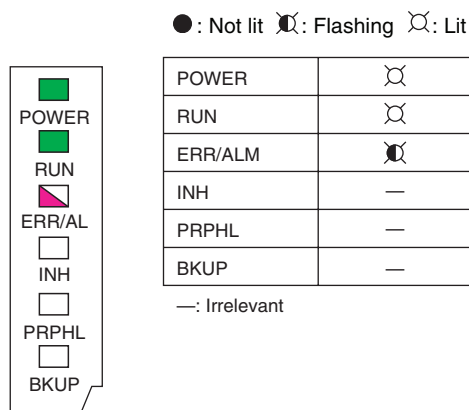 : Not lit : Flashing : Lit
POWER
RUN
ERR/AL
INH
PRPHL
BKUP
POWER
RUN
ERR/ALM
INH —
PRPHL —
BKUP —
—: Irrelevant